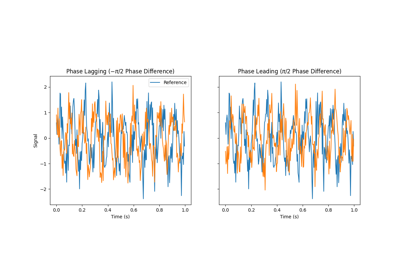 Phase Lagging (−π/2 Phase Difference)
Phase Leading (π/2 Phase Difference)
Reference
Signal
2
1
0
−1
−2
0.0 0.2 0.4 0.6 0.8 1.0
0.0 0.2 0.4 0.6 0.8 1.0
Time (s)
Time (s)